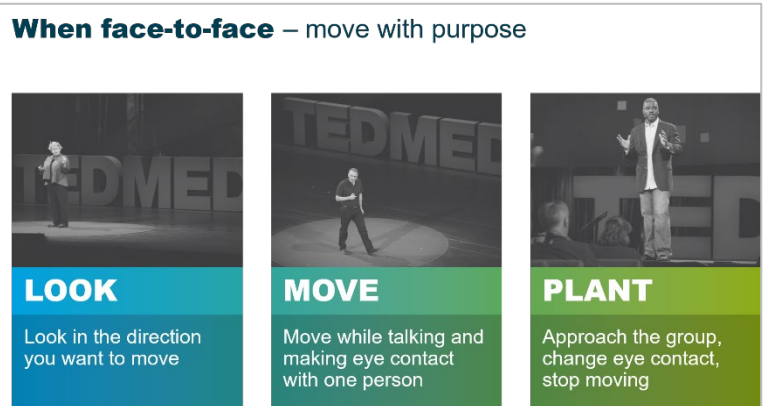 When face-to-face – move with purpose
TEDMED
TEDMED
TED
LOOK
Look in the direction
you want to move
MOVE
Move while talking and
making eye contact
with one person
PLANT
Approach the group,
change eye contact,
stop moving